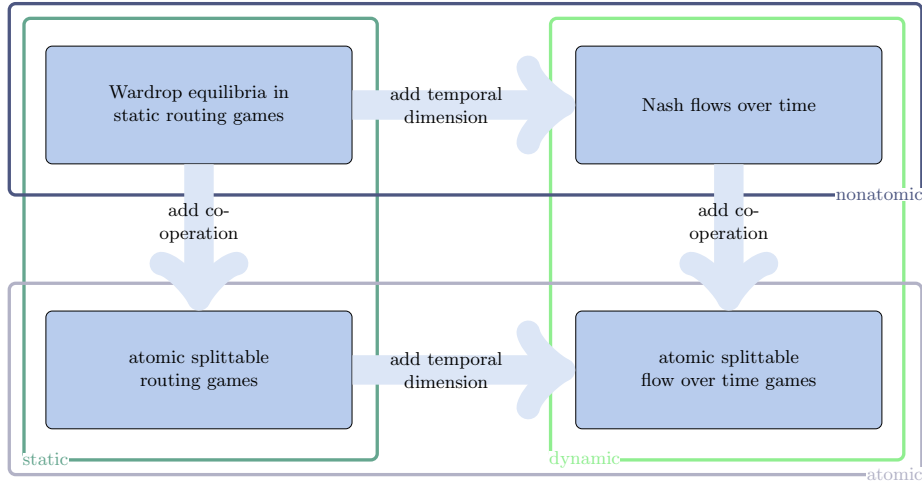 Wardrop equilibria in
static routing games
add temporal
dimension
Nash flows over time
nonatomic
add co-
operation
add co-
operation
atomic splittable
routing games
add temporal
dimension
atomic splittable
flow over time games
static
dynamic
atomic